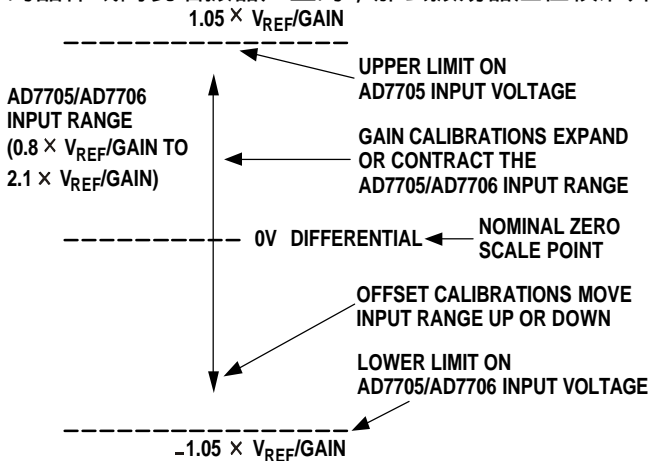 1.05 × VREF/GAIN
UPPER LIMIT ON
AD7705 INPUT VOLTAGE
AD7705/AD7706
INPUT RANGE
(0.8 × VREF/GAIN TO
2.1 × VREF/GAIN)
GAIN CALIBRATIONS EXPAND
OR CONTRACT THE
AD7705/AD7706 INPUT RANGE
0V DIFFERENTIAL
NOMINAL ZERO
SCALE POINT
OFFSET CALIBRATIONS MOVE
INPUT RANGE UP OR DOWN
LOWER LIMIT ON
AD7705/AD7706 INPUT VOLTAGE
–1.05 × VREF/GAIN